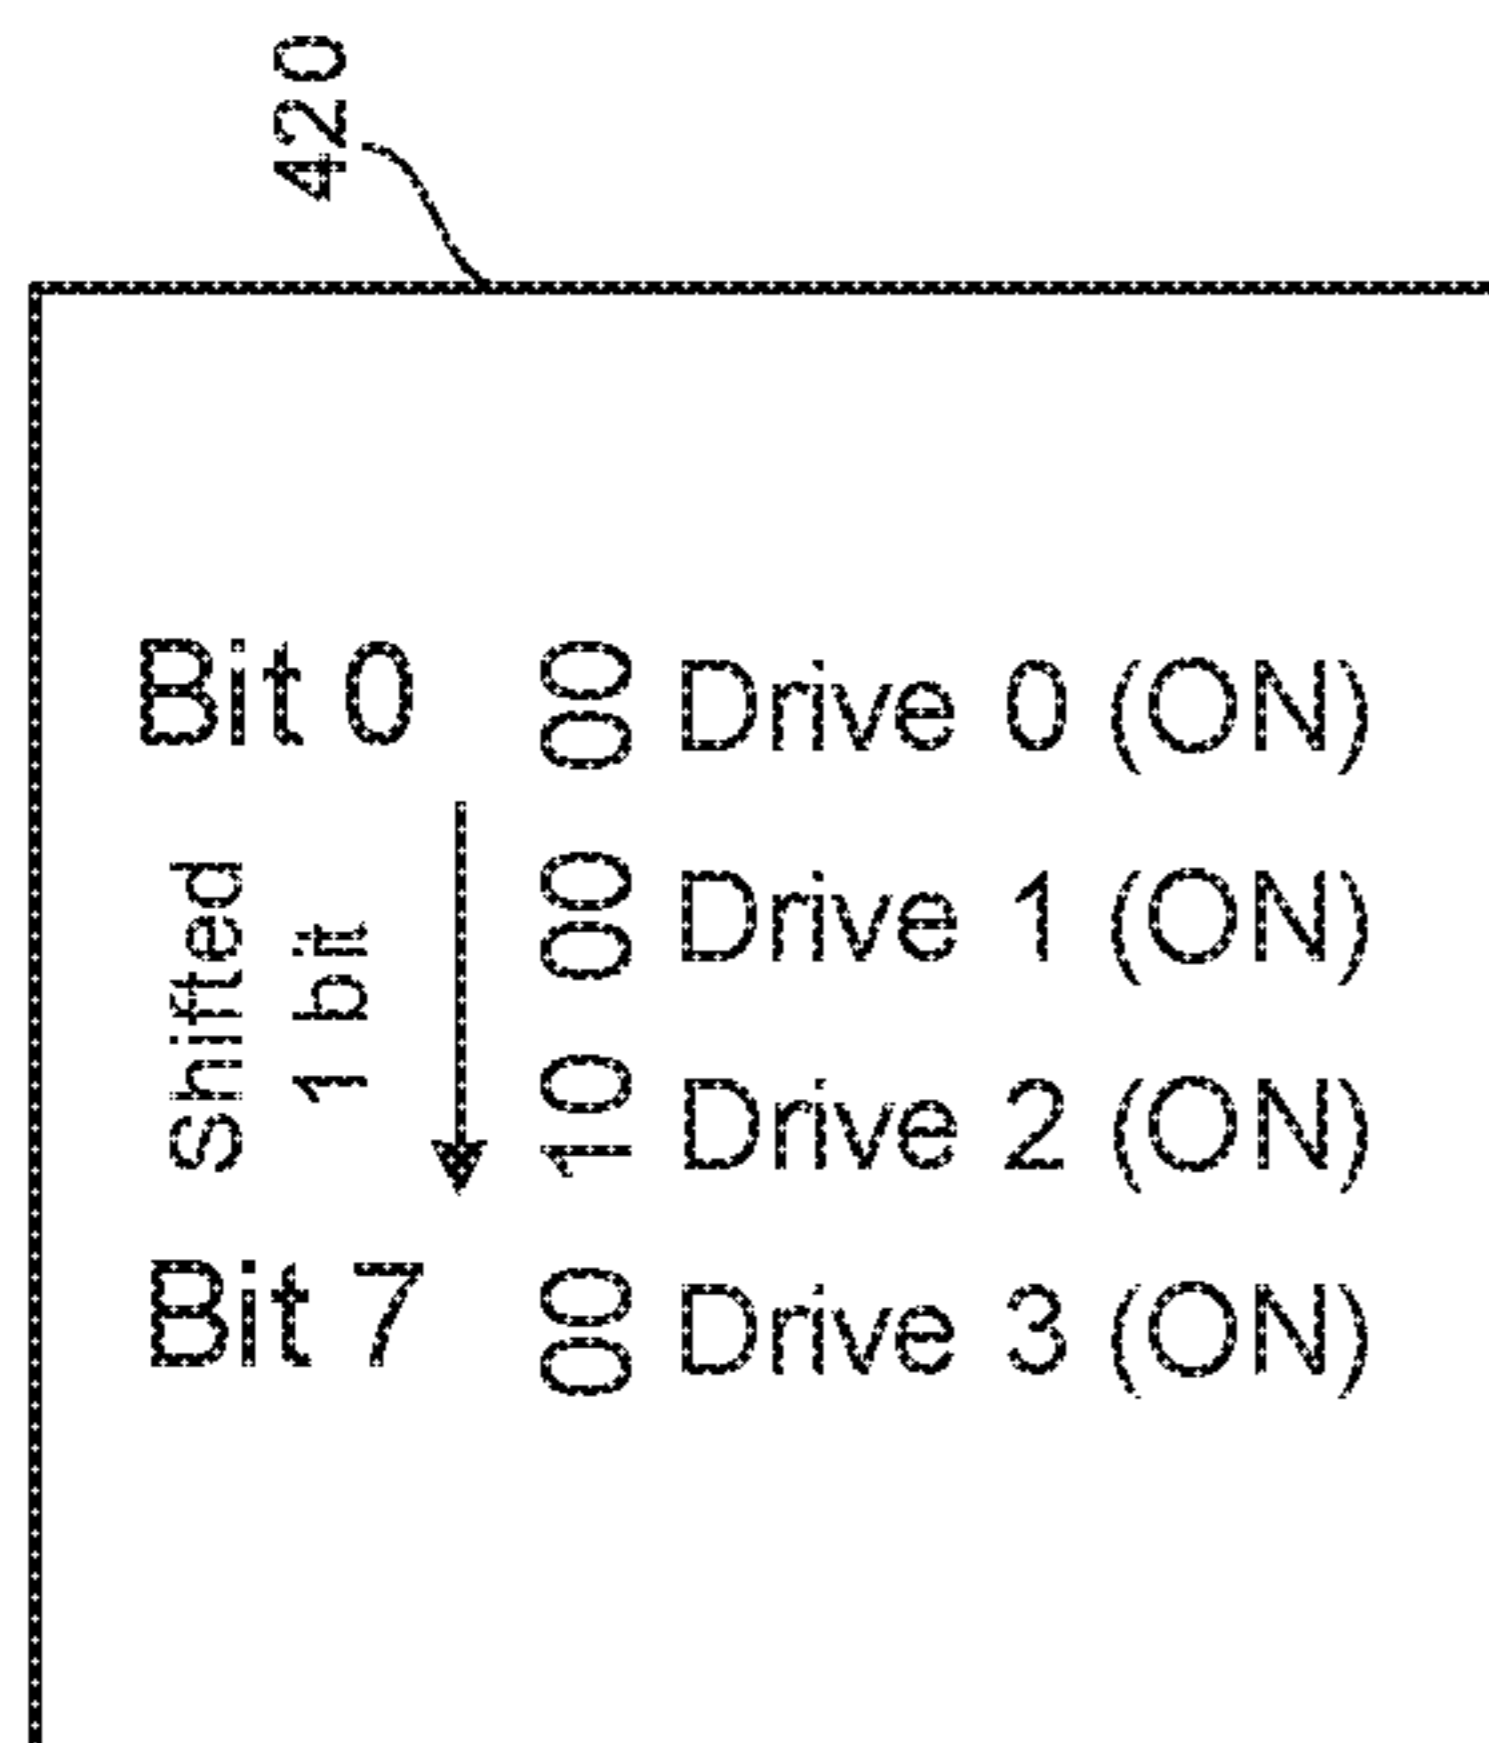 420
Bit 0 00 Drive 0 (ON)
Shifted
1 bit
00 Drive 1 (ON)
10 Drive 2 (ON)
Bit 7 00 Drive 3 (ON)